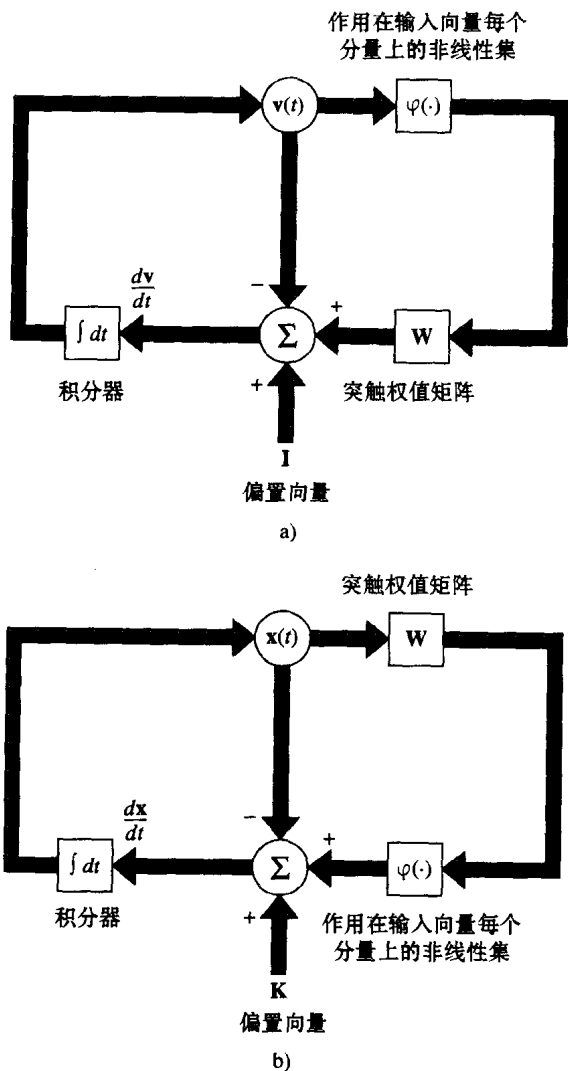 作用在输入向量每个
分量上的非线性集
v(t)
φ(·)
dv
dt
−
+
∫ dt
Σ
W
积分器
+
突触权值矩阵
I
偏置向量
a)
突触权值矩阵
x(t)
W
dx
dt
−
+
∫ dt
Σ
φ(·)
积分器
+
作用在输入向量每个
分量上的非线性集
K
偏置向量
b)